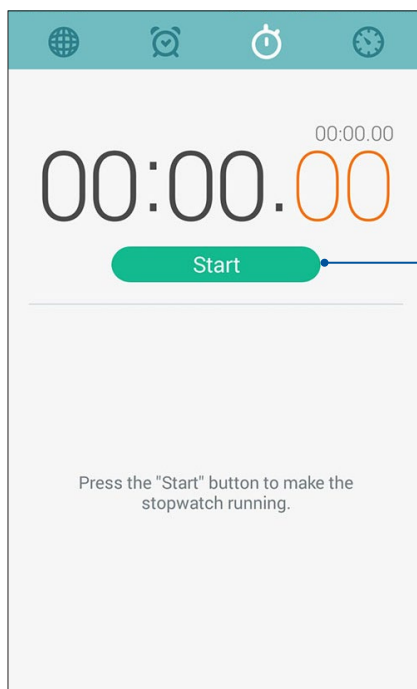 00:00.00
00:00.00
Start
Press the "Start" button to make the
stopwatch running.